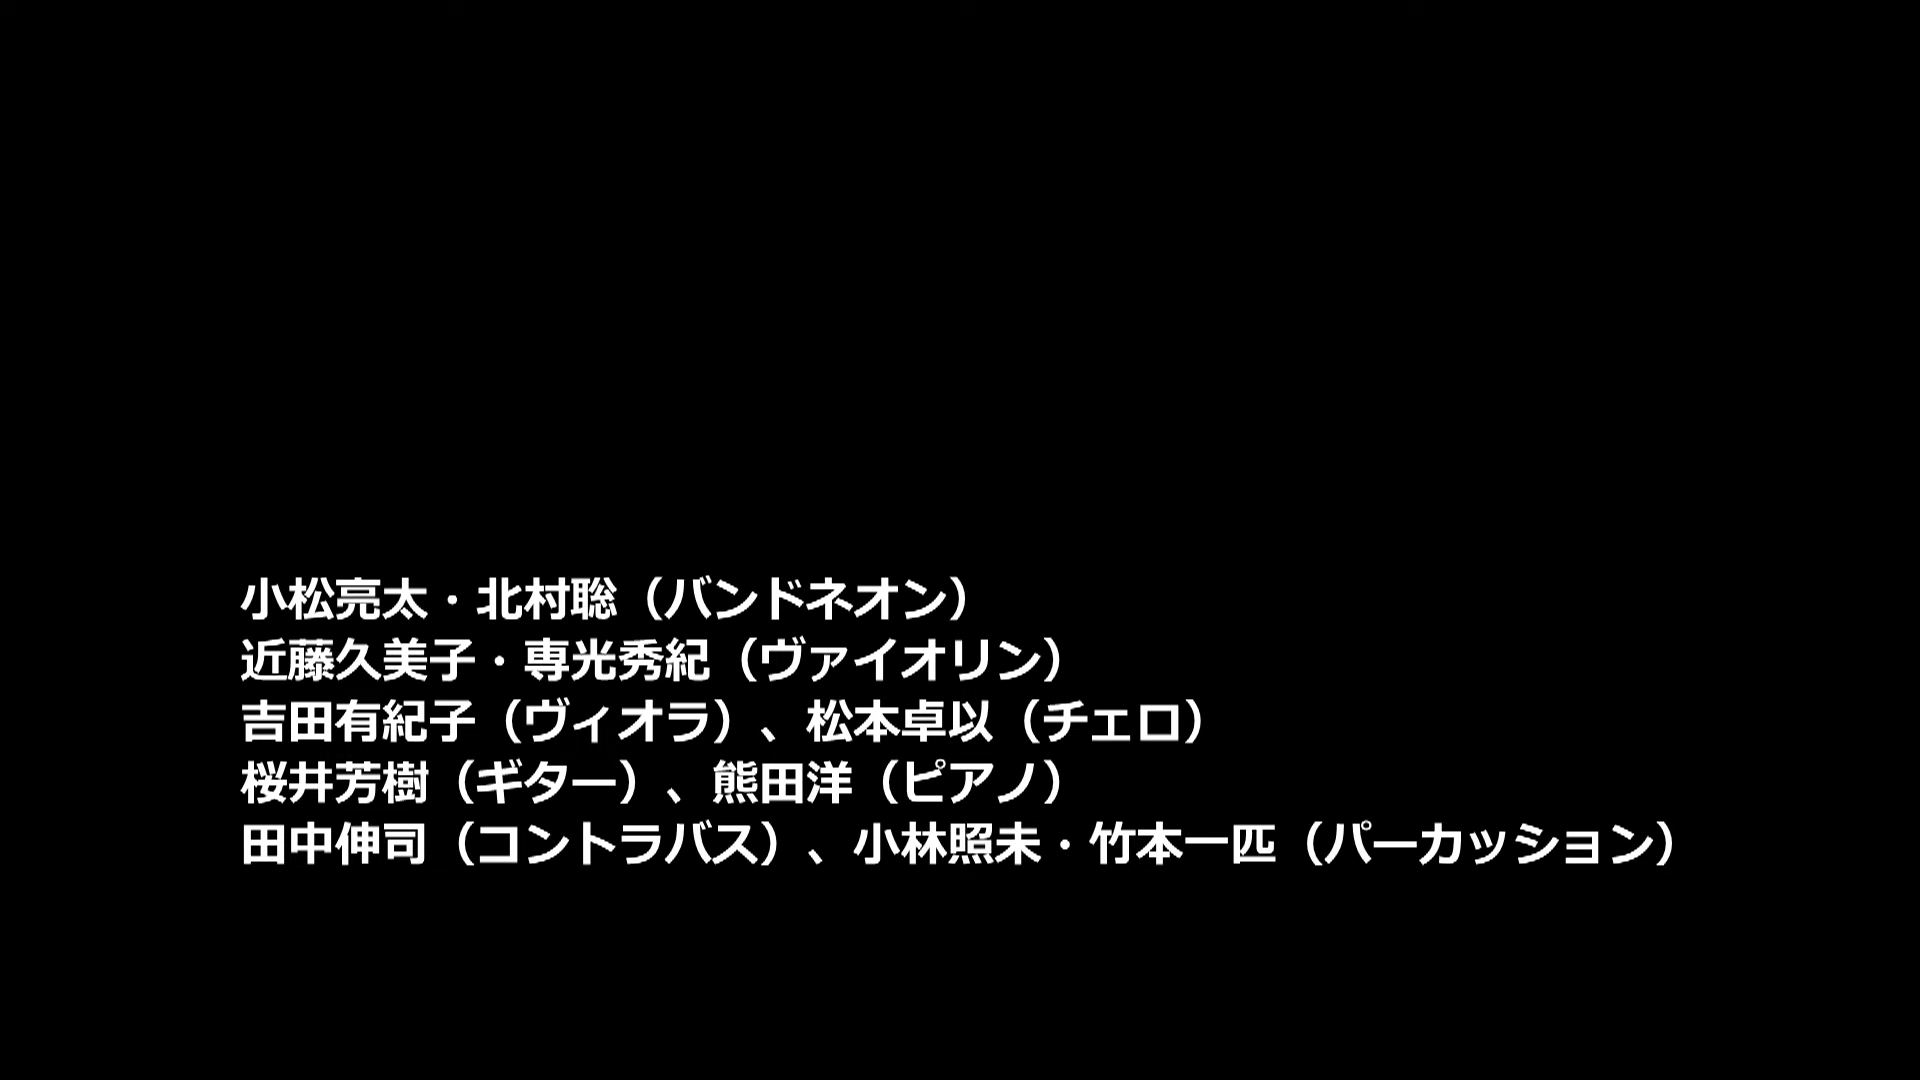 小松亮太・北村聡（バンドネオン）
近藤久美子・専光秀紀（ヴァイオリン）
吉田有紀子（ヴィオラ）、松本卓以（チェロ）
桜井芳樹（ギター）、熊田洋（ピアノ）
田中伸司（コントラバス）、小林照未・竹本一匹（パーカッション）